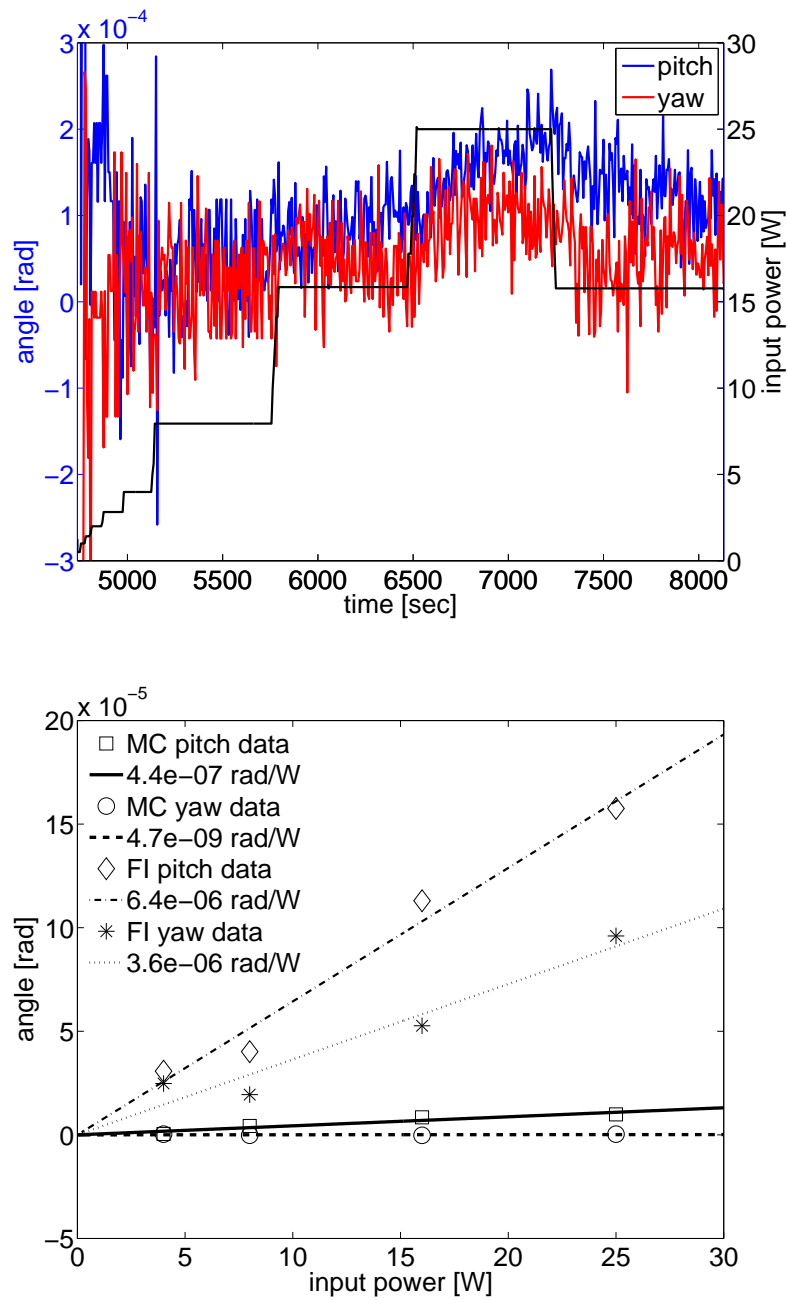 x 10⁻⁴
3
2
1
0
−1
−2
−3
angle [rad]
30
25
20
15
10
5
0
input power [W]
pitch
yaw
5000 5500 6000 6500 7000 7500 8000
time [sec]
x 10⁻⁵
20
15
10
5
0
−5
angle [rad]
MC pitch data
4.4e−07 rad/W
MC yaw data
4.7e−09 rad/W
FI pitch data
6.4e−06 rad/W
FI yaw data
3.6e−06 rad/W
0 5 10 15 20 25 30
input power [W]